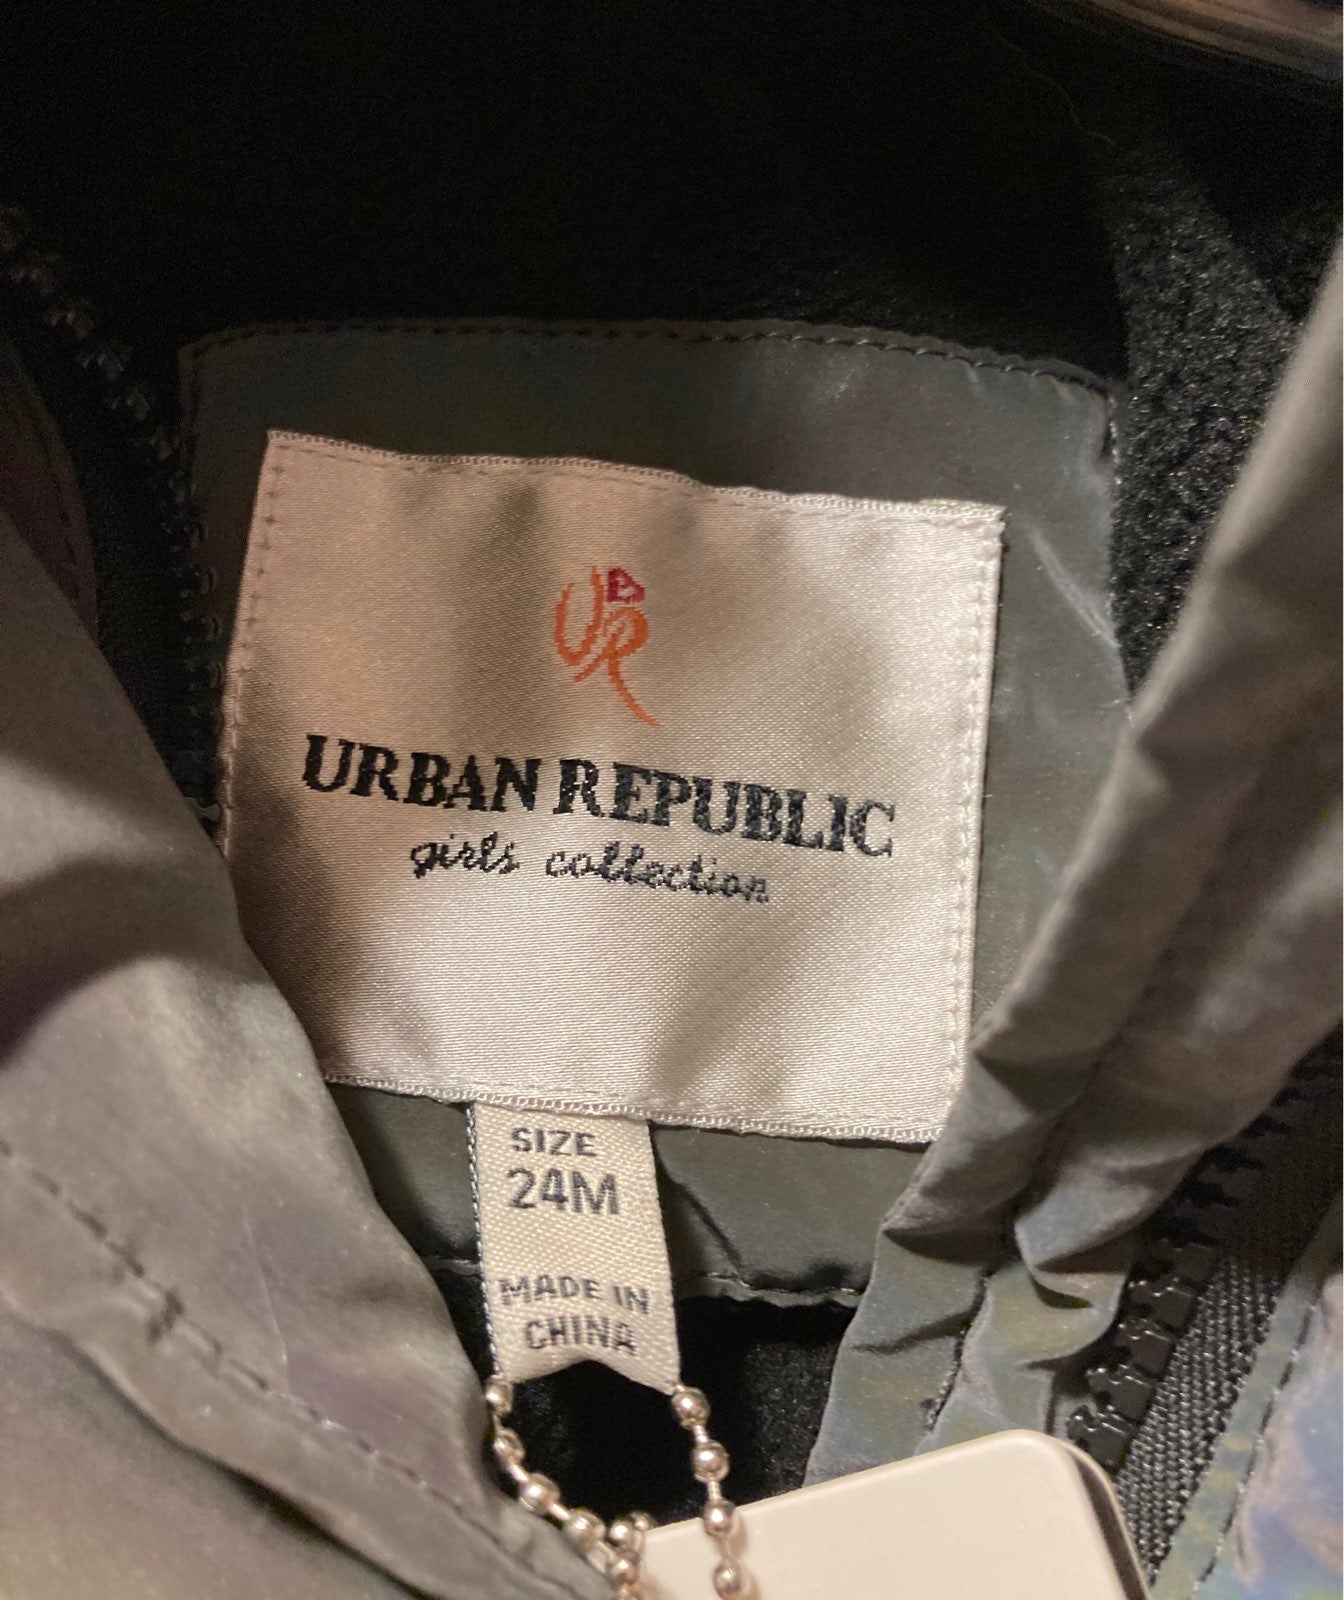 UR
URBAN REPUBLIC
girls collection
SIZE
24M
MADE IN
CHINA